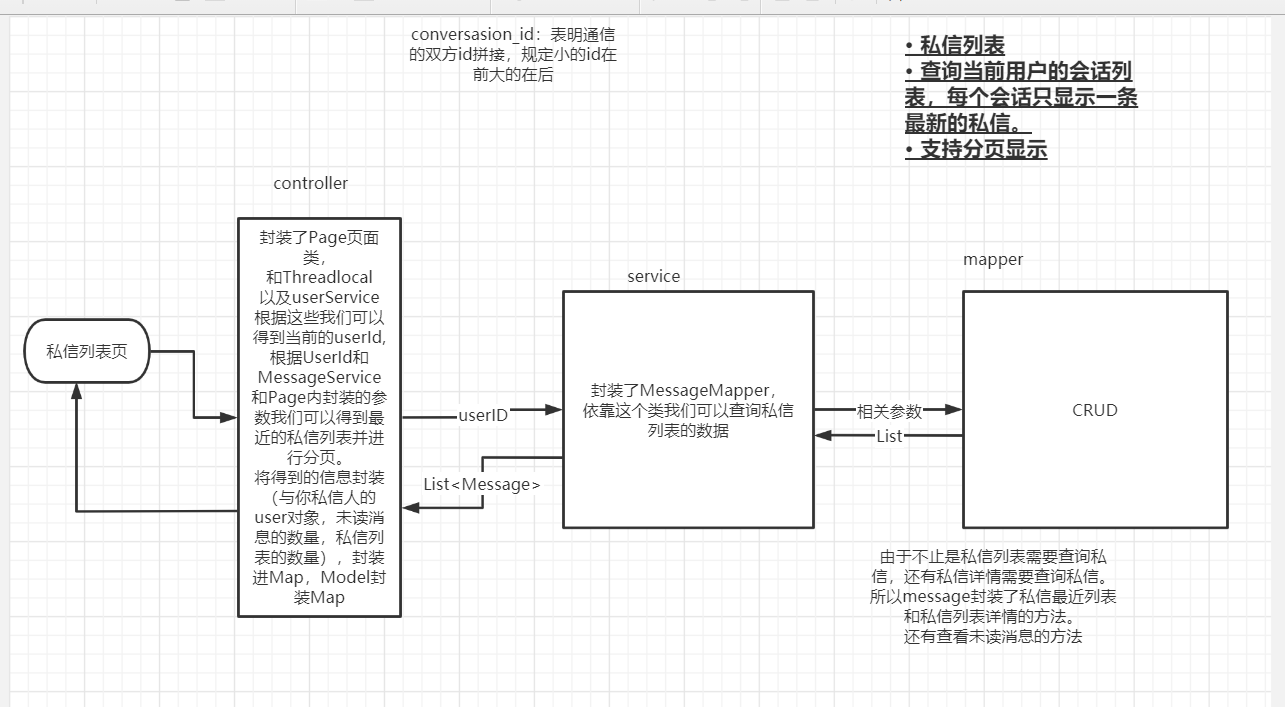 conversasion_id：表明通信
的双方id拼接，规定小的id在
前大的在后
• 私信列表
• 查询当前用户的会话列
表，每个会话只显示一条
最新的私信。
• 支持分页显示
controller
封装了Page页面
类，
和Threadlocal
以及userService
根据这些我们可以
得到当前的userId,
根据UserId和
MessageService
和Page内封装的参
数我们可以得到最
近的私信列表并进
行分页。
将得到的信息封装
（与你私信人的
user对象，未读消
息的数量，私信列
表的数量），封装
进Map，Model封
装Map
私信列表页
userID
List<Message>
service
封装了MessageMapper，
依靠这个类我们可以查询私信
列表的数据
相关参数
List
mapper
CRUD
由于不止是私信列表需要查询私
信，还有私信详情需要查询私信。
所以message封装了私信最近列表
和私信列表详情的方法。
还有查看未读消息的方法